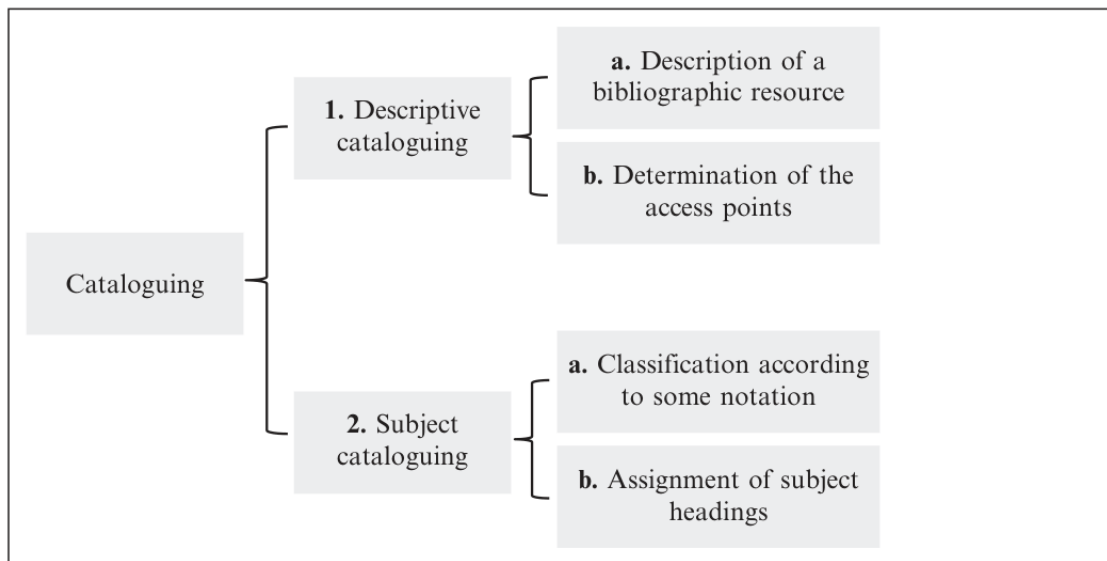 Cataloguing
1. Descriptive
cataloguing
a. Description of a
bibliographic resource
b. Determination of the
access points
2. Subject
cataloguing
a. Classification according
to some notation
b. Assignment of subject
headings